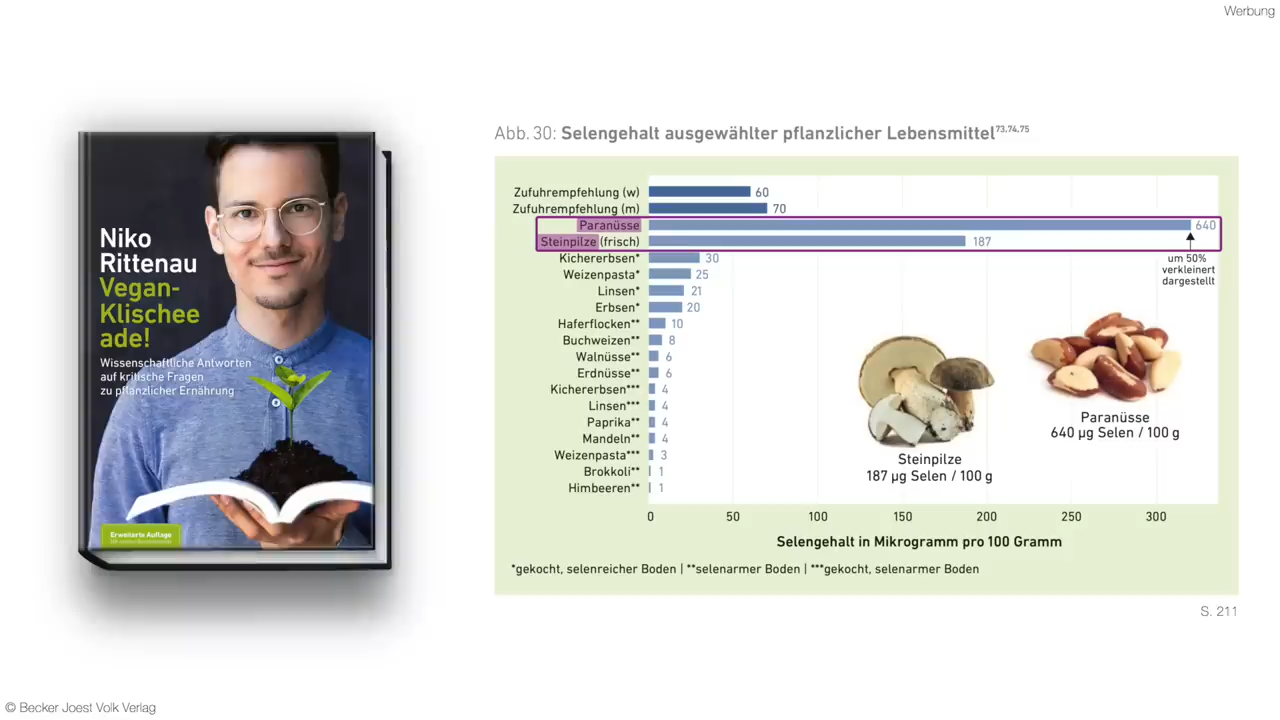 Werbung
Niko
Rittenau
Vegan-
Klischee
ade!
Wissenschaftliche Antworten
auf kritische Fragen
zu pflanzlicher Ernährung
Erweiterte Auflage
Abb. 30: Selengehalt ausgewählter pflanzlicher Lebensmittel73,74,75
Zufuhrempfehlung (w) 60
Zufuhrempfehlung (m) 70
Paranüsse 640
Steinpilze (frisch) 187
Kichererbsen* 30
um 50%
verkleinert
dargestellt
Weizenpasta* 25
Linsen* 21
Erbsen* 20
Haferflocken** 10
Buchweizen** 8
Walnüsse** 6
Erdnüsse** 6
Kichererbsen*** 4
Linsen*** 4
Paprika** 4
Mandeln** 4
Weizenpasta*** 3
Brokkoli** 1
Himbeeren** 1
Paranüsse
640 µg Selen / 100 g
Steinpilze
187 µg Selen / 100 g
0 50 100 150 200 250 300
Selengehalt in Mikrogramm pro 100 Gramm
*gekocht, selenreicher Boden | **selenarmer Boden | ***gekocht, selenarmer Boden
S. 211
© Becker Joest Volk Verlag